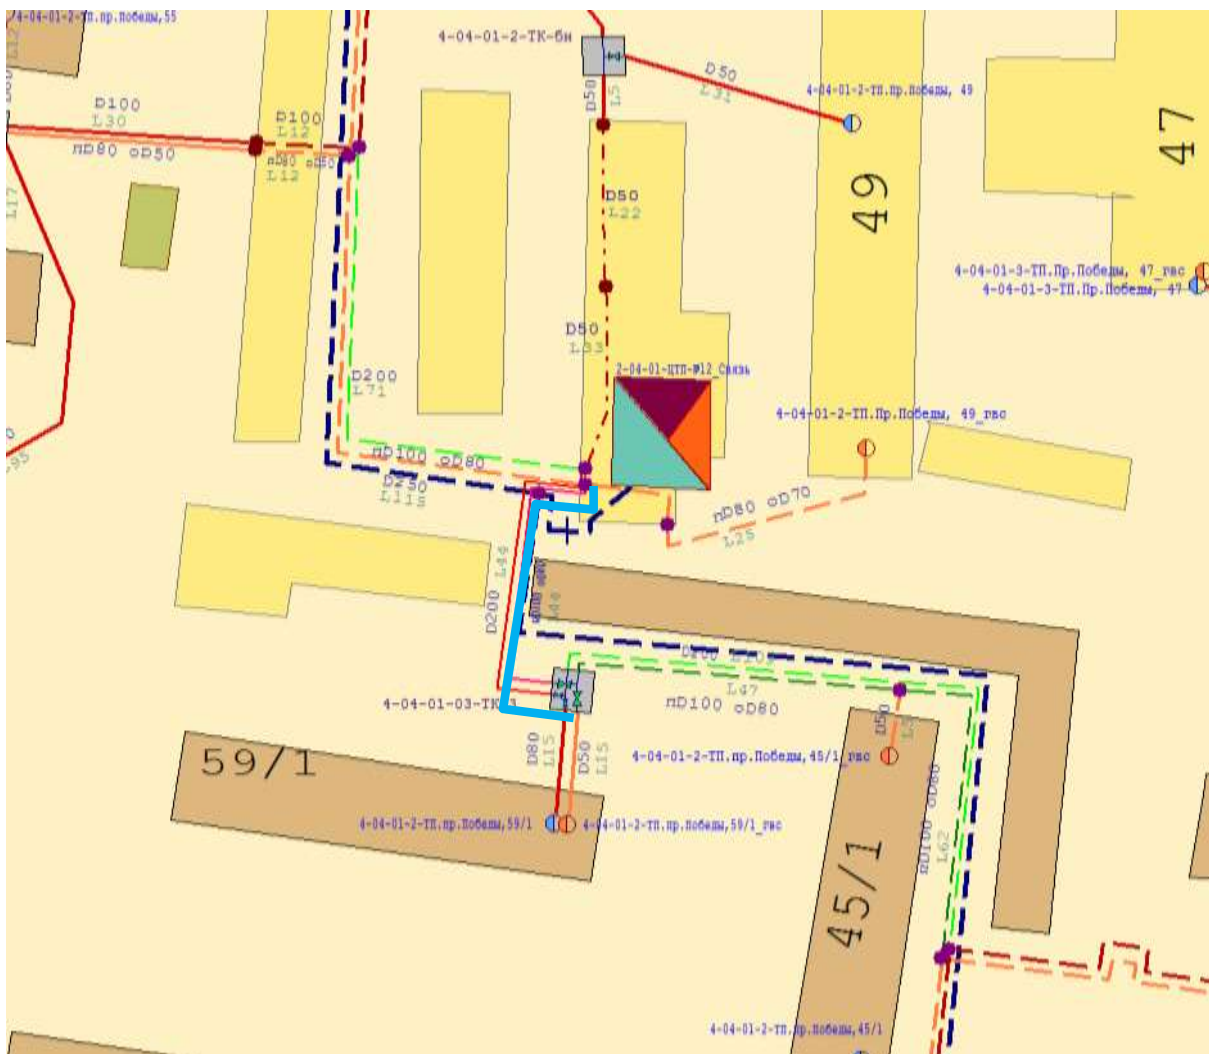 4-04-01-2-ТП.пр.Победы,55
4-04-01-2-ТК-6н
D50
L5
D50
4-04-01-2-ТП.пр.Победы, 49
47
D100
L30
пD80 оD50
D100
L12
пD80 оD50
L12
L17
49
D50
L22
4-04-01-3-ТП.Пр.Победы, 47_гвс
4-04-01-3-ТП.Пр.Победы, 47
D50
L33
D200
L71
2-04-01-ЦТП-№12_Связь
4-04-01-2-ТП.Пр.Победы, 49_гвс
пD100 оD80
D250
пD80 оD70
L25
L44
D200
L44
L47
пD100 оD80
4-04-01-03-ТК
D50
59/1
D80
L15
D50
L15
4-04-01-2-ТП.пр.Победы,45/1_гвс
4-04-01-2-ТП.пр.Победы,59/1
4-04-01-2-ТП.пр.Победы,59/1_гвс
пD100 оD80
L62
45/1
4-04-01-2-ТП.пр.Победы,45/1